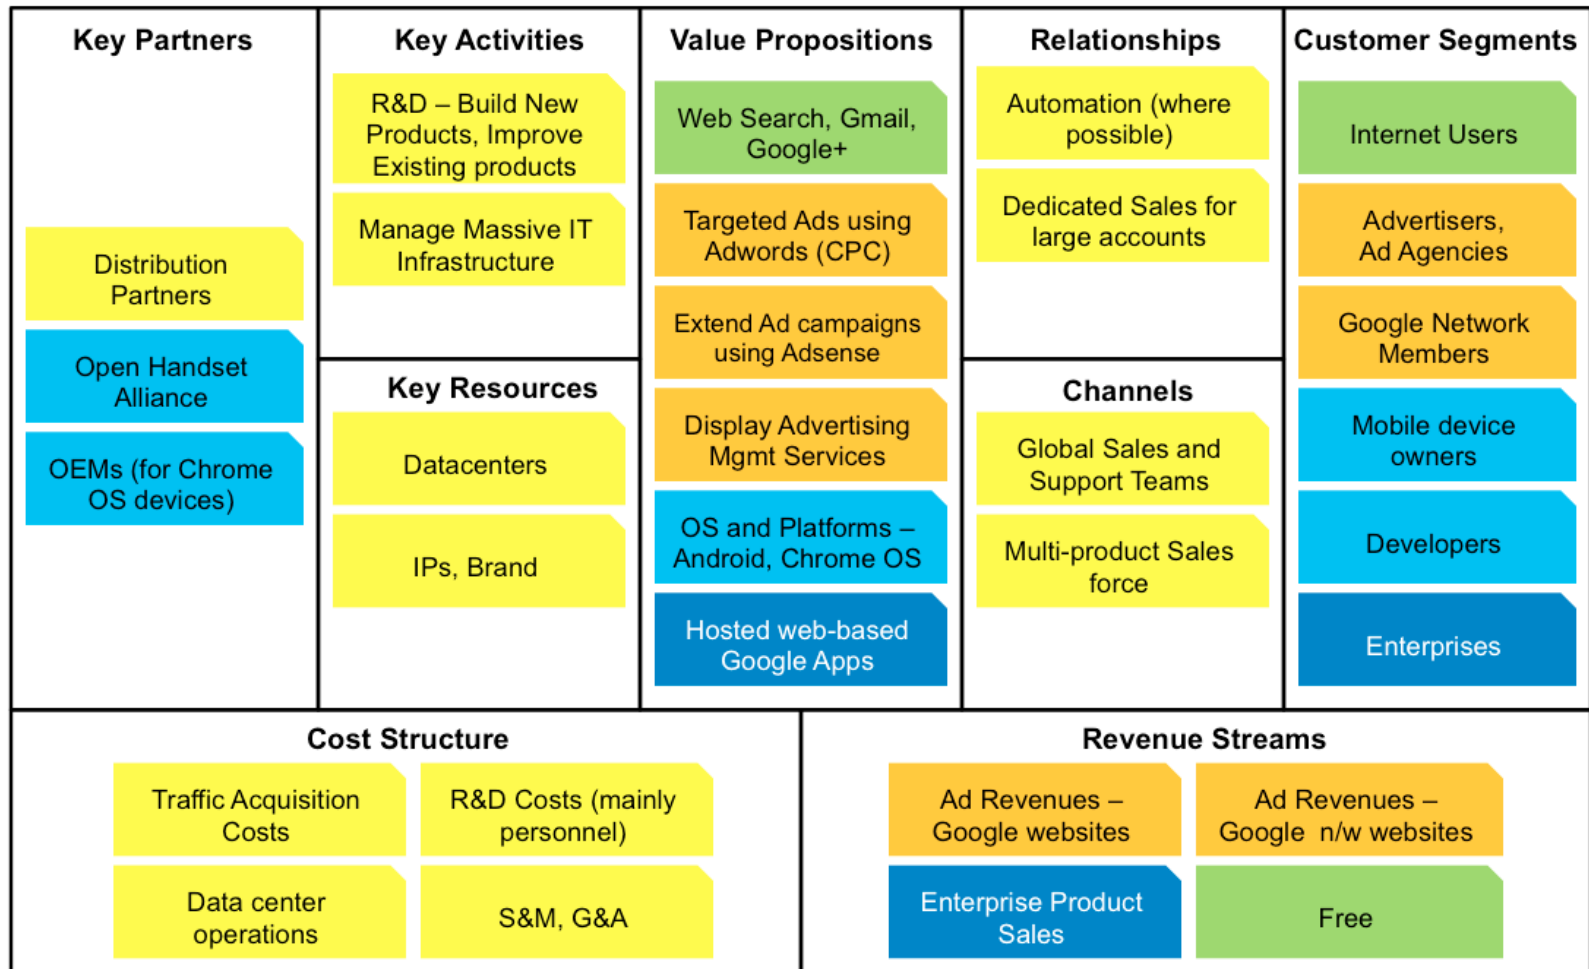 Key Partners
Distribution
Partners
Open Handset
Alliance
OEMs (for Chrome
OS devices)
Key Activities
R&D – Build New
Products, Improve
Existing products
Manage Massive IT
Infrastructure
Key Resources
Datacenters
IPs, Brand
Value Propositions
Web Search, Gmail,
Google+
Targeted Ads using
Adwords (CPC)
Extend Ad campaigns
using Adsense
Display Advertising
Mgmt Services
OS and Platforms –
Android, Chrome OS
Hosted web-based
Google Apps
Relationships
Automation (where
possible)
Dedicated Sales for
large accounts
Channels
Global Sales and
Support Teams
Multi-product Sales
force
Customer Segments
Internet Users
Advertisers,
Ad Agencies
Google Network
Members
Mobile device
owners
Developers
Enterprises
Cost Structure
Traffic Acquisition
Costs
R&D Costs (mainly
personnel)
Data center
operations
S&M, G&A
Revenue Streams
Ad Revenues –
Google websites
Ad Revenues –
Google n/w websites
Enterprise Product
Sales
Free